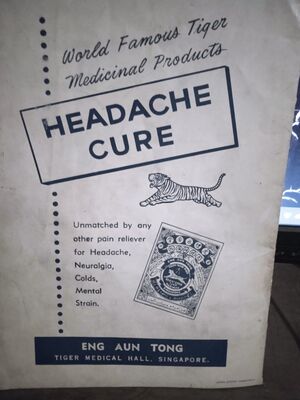 World Famous Tiger
Medicinal Products
HEADACHE
CURE
Unmatched by any
other pain reliever
for Headache,
Neuralgia,
Colds,
Mental
Strain.
ENG AUN TONG
TIGER MEDICAL HALL, SINGAPORE.